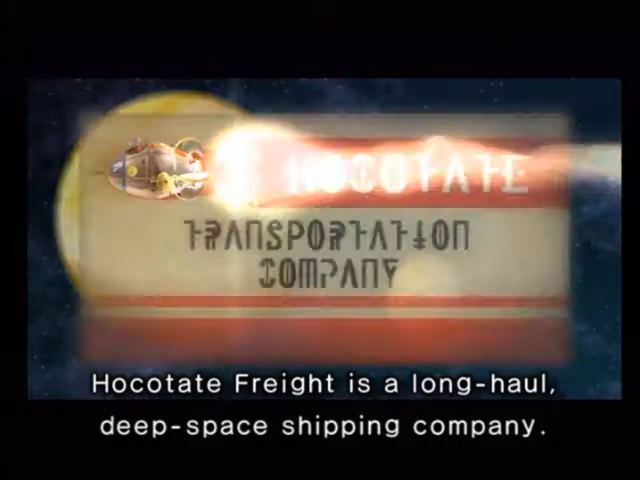 HOCOTATE
TRANSPORTATION
COMPANY
Hocotate Freight is a long-haul,
deep-space shipping company.